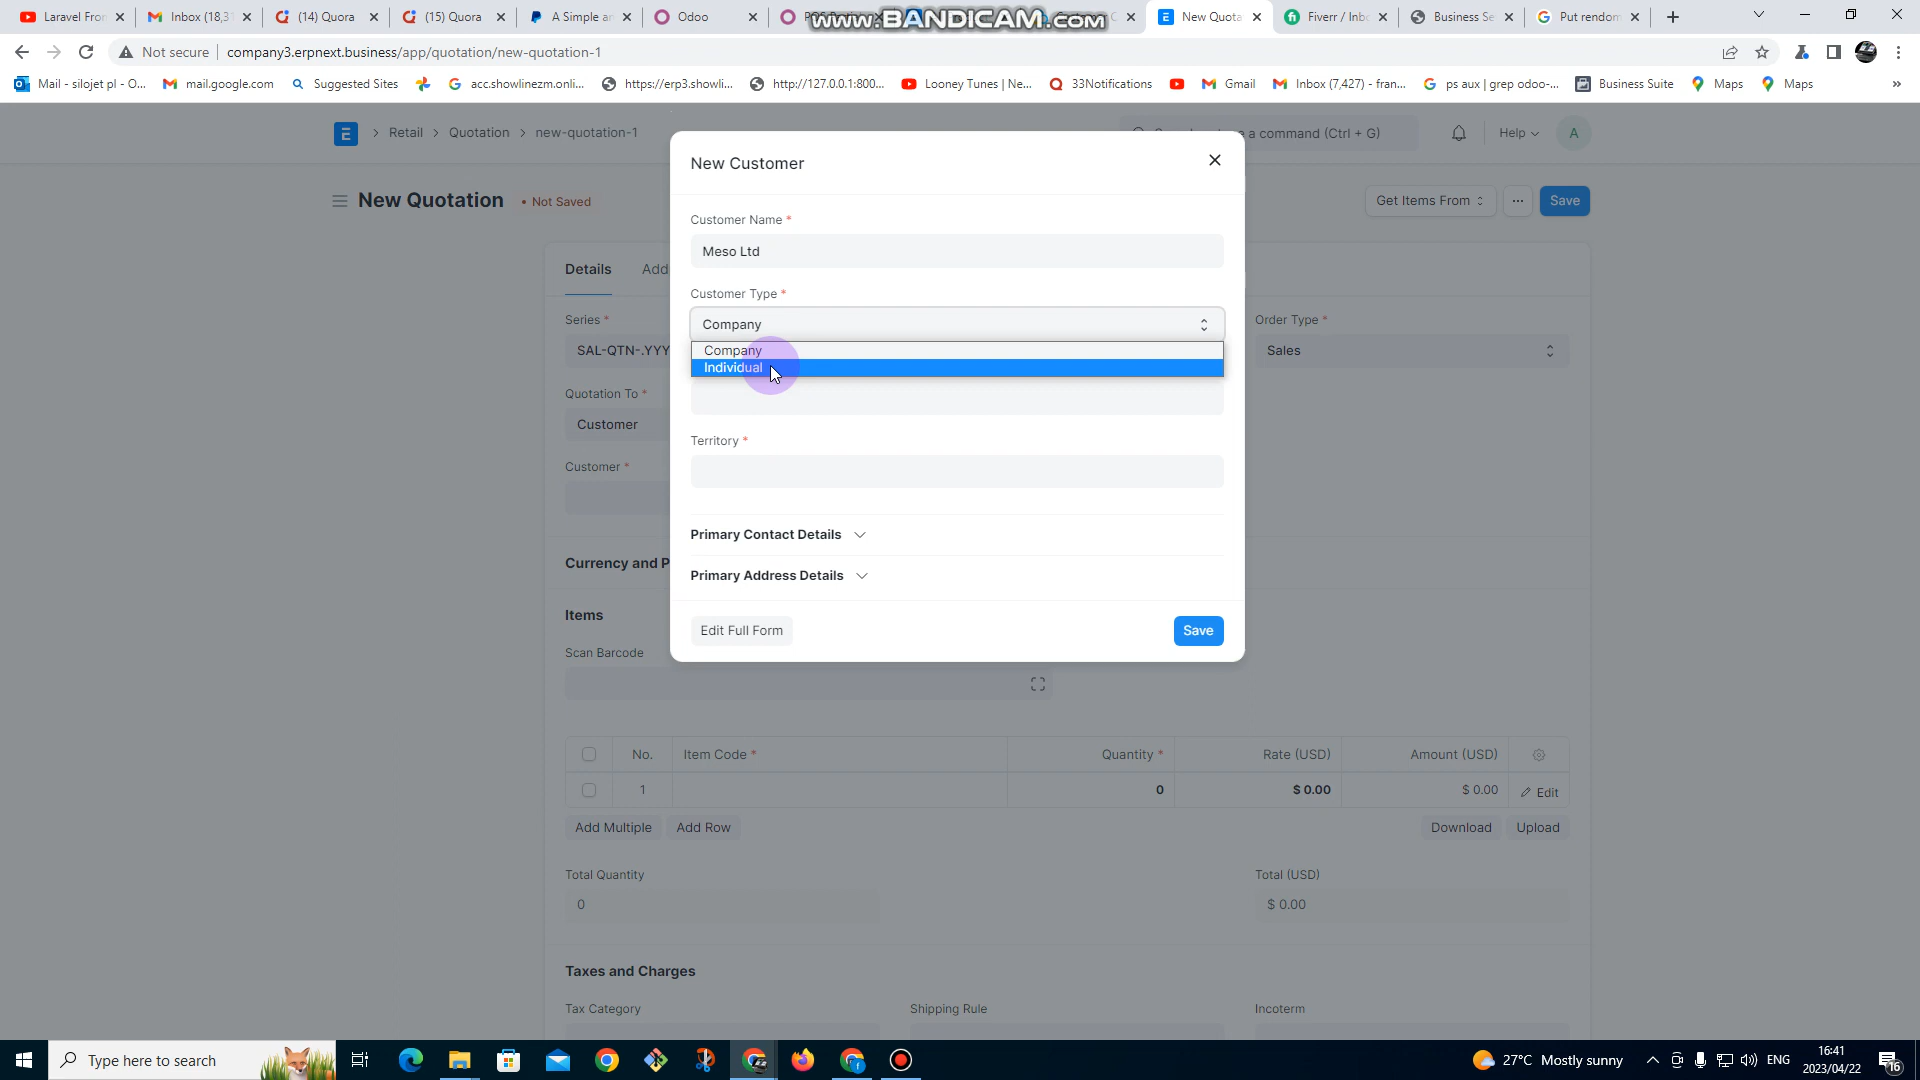 Laravel Fron
Inbox (18,31
(14) Quora
(15) Quora
A Simple an
Odoo
www.BANDICAM.com
New Quota
Fiverr / Inbo
Business Se
Put rendom
Not secure
company3.erpnext.business/app/quotation/new-quotation-1
Mail - silojet pl - O...
mail.google.com
Suggested Sites
acc.showlinezm.onli...
https://erp3.showli...
http://127.0.0.1:800...
Looney Tunes | Ne...
33Notifications
Gmail
Inbox (7,427) - fran...
ps aux | grep odoo-...
Business Suite
Maps
Maps
Retail
Quotation
new-quotation-1
a command (Ctrl + G)
Help
A
New Quotation
• Not Saved
Get Items From
Save
New Customer
Customer Name *
Meso Ltd
Customer Type *
Company
Company
Individual
Territory *
Primary Contact Details
Primary Address Details
Edit Full Form
Save
Details
Add
Series *
SAL-QTN-.YYY
Order Type *
Sales
Quotation To *
Customer
Customer *
Currency and P
Items
Scan Barcode
No.
Item Code *
Quantity *
Rate (USD)
Amount (USD)
1
0
$ 0.00
$ 0.00
Edit
Add Multiple
Add Row
Download
Upload
Total Quantity
0
Total (USD)
$ 0.00
Taxes and Charges
Tax Category
Shipping Rule
Incoterm
Type here to search
27°C Mostly sunny
ENG
16:41
2023/04/22
16